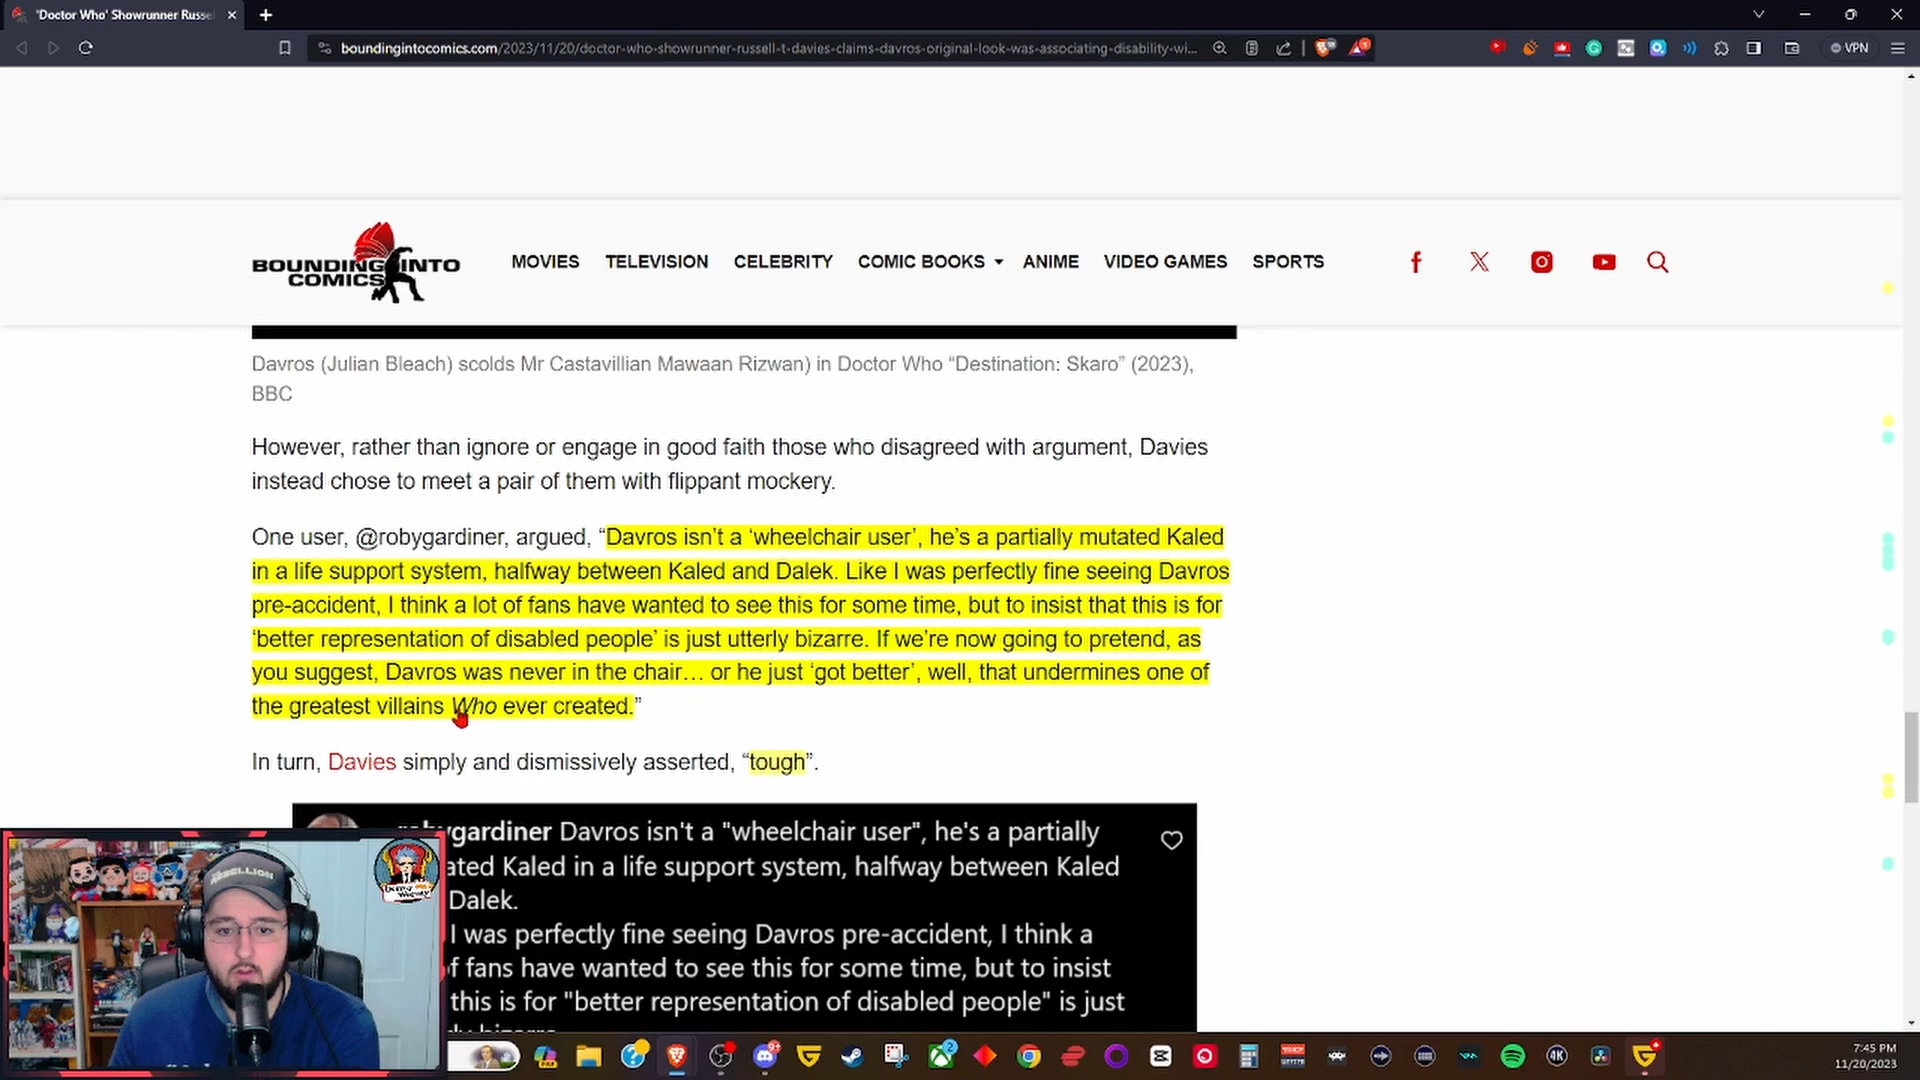 'Doctor Who' Showrunner Russe
boundingintocomics.com/2023/11/20/doctor-who-showrunner-russell-t-davies-claims-davros-original-look-was-associating-disability-wi...
VPN
BOUNDING INTO
COMICS
MOVIES
TELEVISION
CELEBRITY
COMIC BOOKS
ANIME
VIDEO GAMES
SPORTS
Davros (Julian Bleach) scolds Mr Castavillian Mawaan Rizwan) in Doctor Who “Destination: Skaro” (2023),
BBC
However, rather than ignore or engage in good faith those who disagreed with argument, Davies
instead chose to meet a pair of them with flippant mockery.
One user, @robygardiner, argued, “Davros isn’t a ‘wheelchair user’, he’s a partially mutated Kaled
in a life support system, halfway between Kaled and Dalek. Like I was perfectly fine seeing Davros
pre-accident, I think a lot of fans have wanted to see this for some time, but to insist that this is for
‘better representation of disabled people’ is just utterly bizarre. If we’re now going to pretend, as
you suggest, Davros was never in the chair… or he just ‘got better’, well, that undermines one of
the greatest villains Who ever created.”
In turn, Davies simply and dismissively asserted, “tough”.
robygardiner Davros isn't a "wheelchair user", he's a partially
ated Kaled in a life support system, halfway between Kaled
Dalek.
I was perfectly fine seeing Davros pre-accident, I think a
f fans have wanted to see this for some time, but to insist
this is for "better representation of disabled people" is just
REBELLION
4K
7:45 PM
11/20/2023